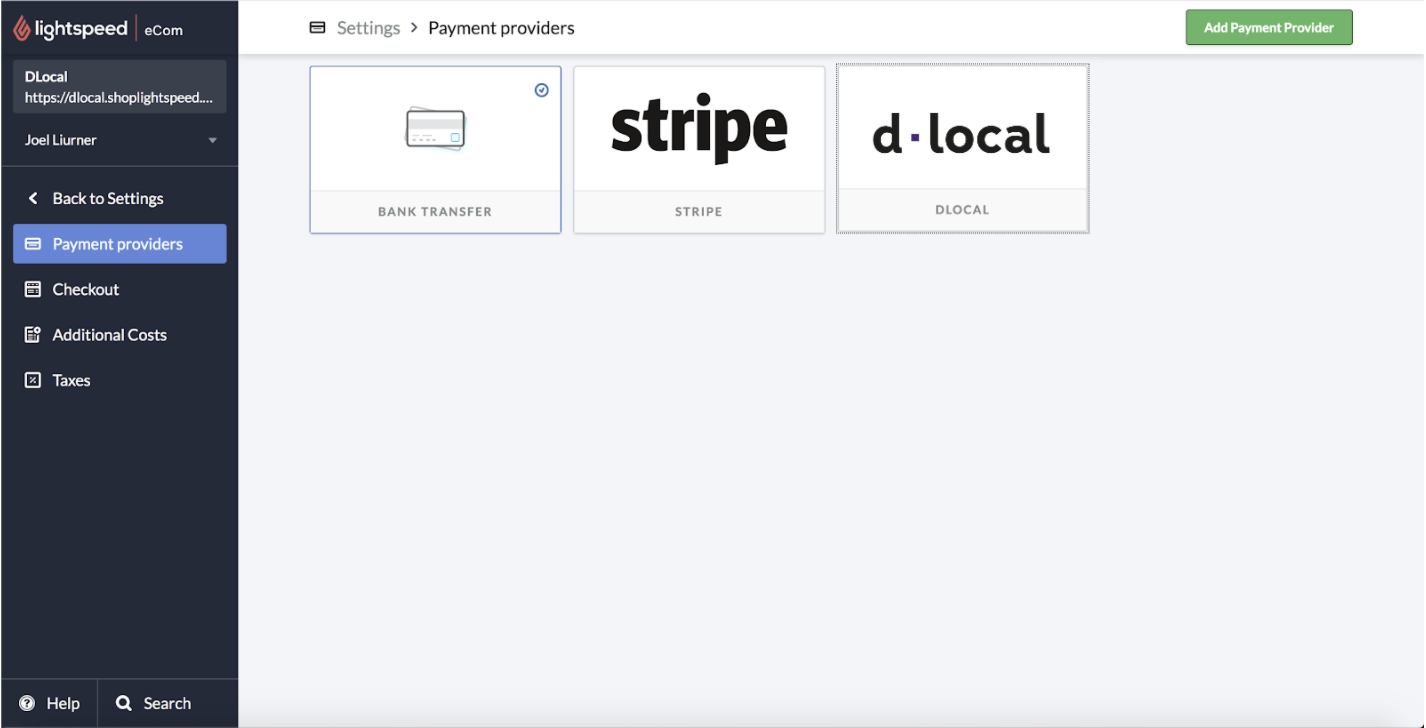 lightspeed eCom
DLocal
https://dlocal.shoplightspeed....
Joel Liurner
Back to Settings
Payment providers
Checkout
Additional Costs
Taxes
Help
Search
Settings > Payment providers
Add Payment Provider
BANK TRANSFER
stripe
STRIPE
d·local
DLOCAL